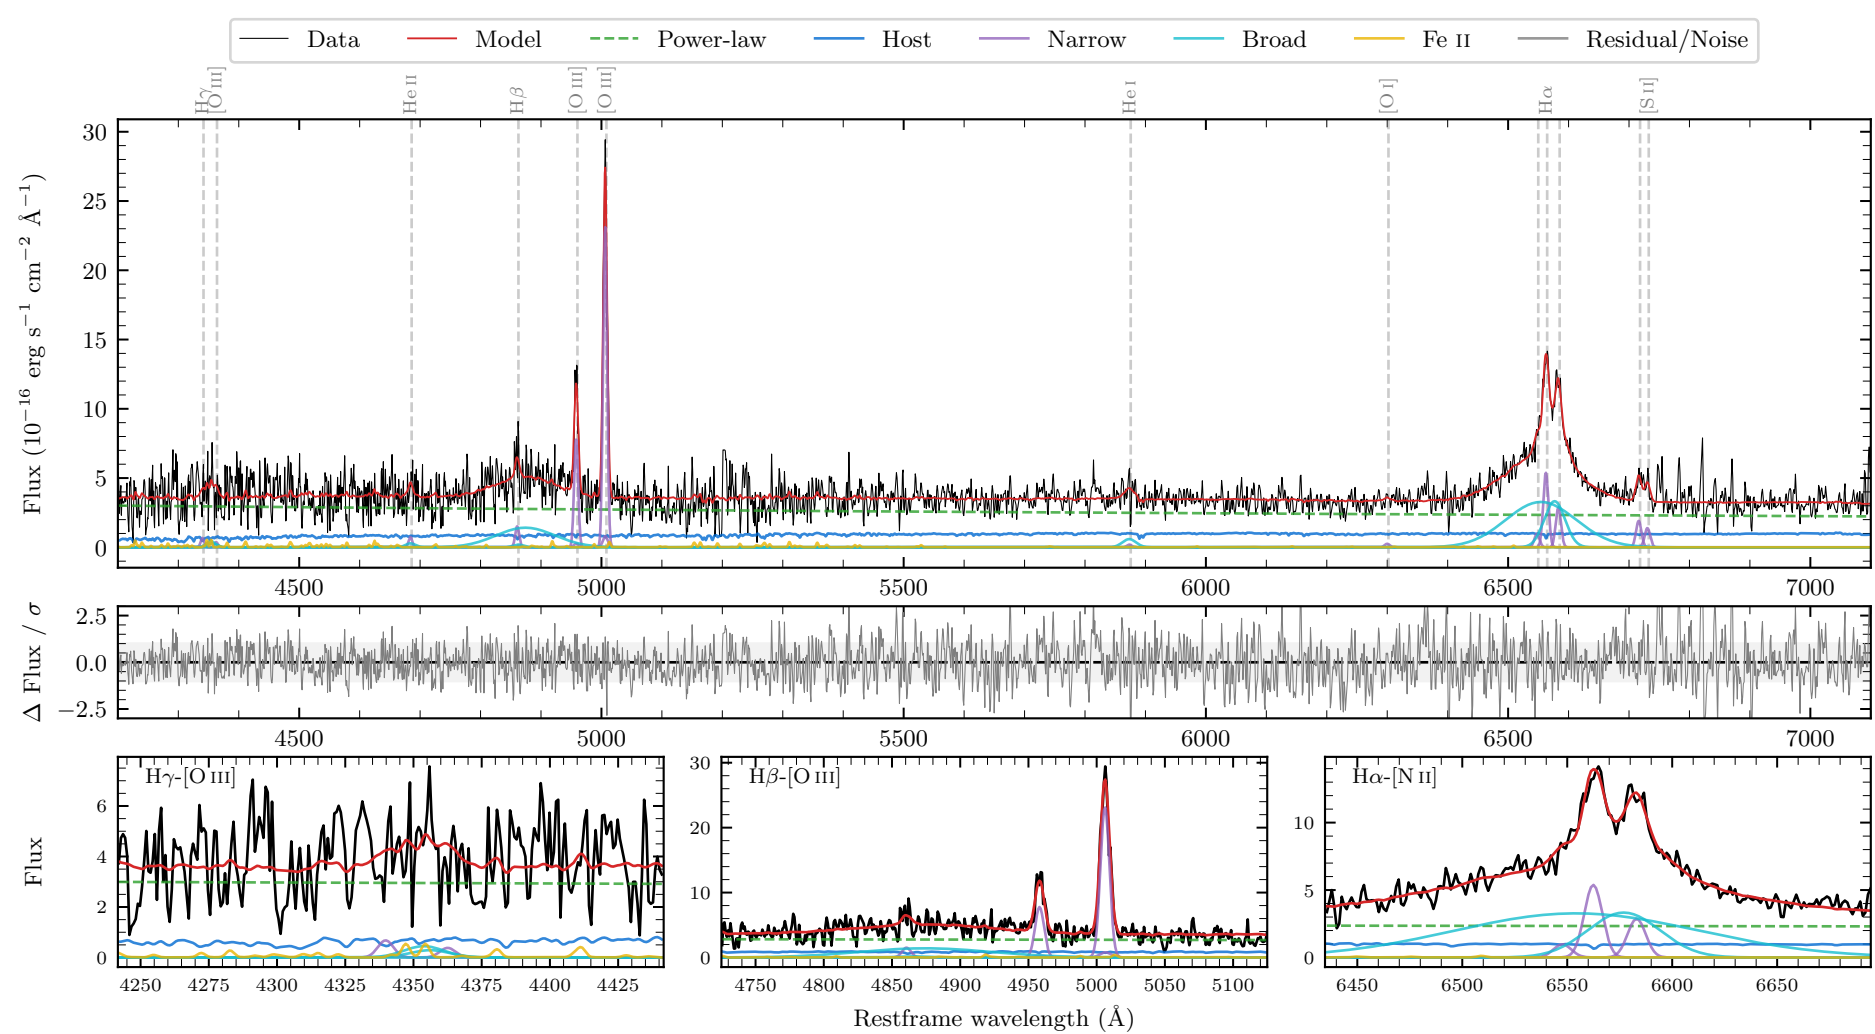 Data Model Power-law Host Narrow Broad Fe II Residual/Noise
Hγ [O III] He II Hβ [O III] [O III] He I [O I] Hα [S II]
Flux (10⁻¹⁶ erg s⁻¹ cm⁻² Å⁻¹)
30
25
20
15
10
5
0
4500 5000 5500 6000 6500 7000
Δ Flux / σ
2.5
0.0
−2.5
4500 5000 5500 6000 6500 7000
Flux
Hγ-[O III]
6
4
2
0
4250 4275 4300 4325 4350 4375 4400 4425
Hβ-[O III]
30
20
10
0
4750 4800 4850 4900 4950 5000 5050 5100
Hα-[N II]
10
5
0
6450 6500 6550 6600 6650
Restframe wavelength (Å)